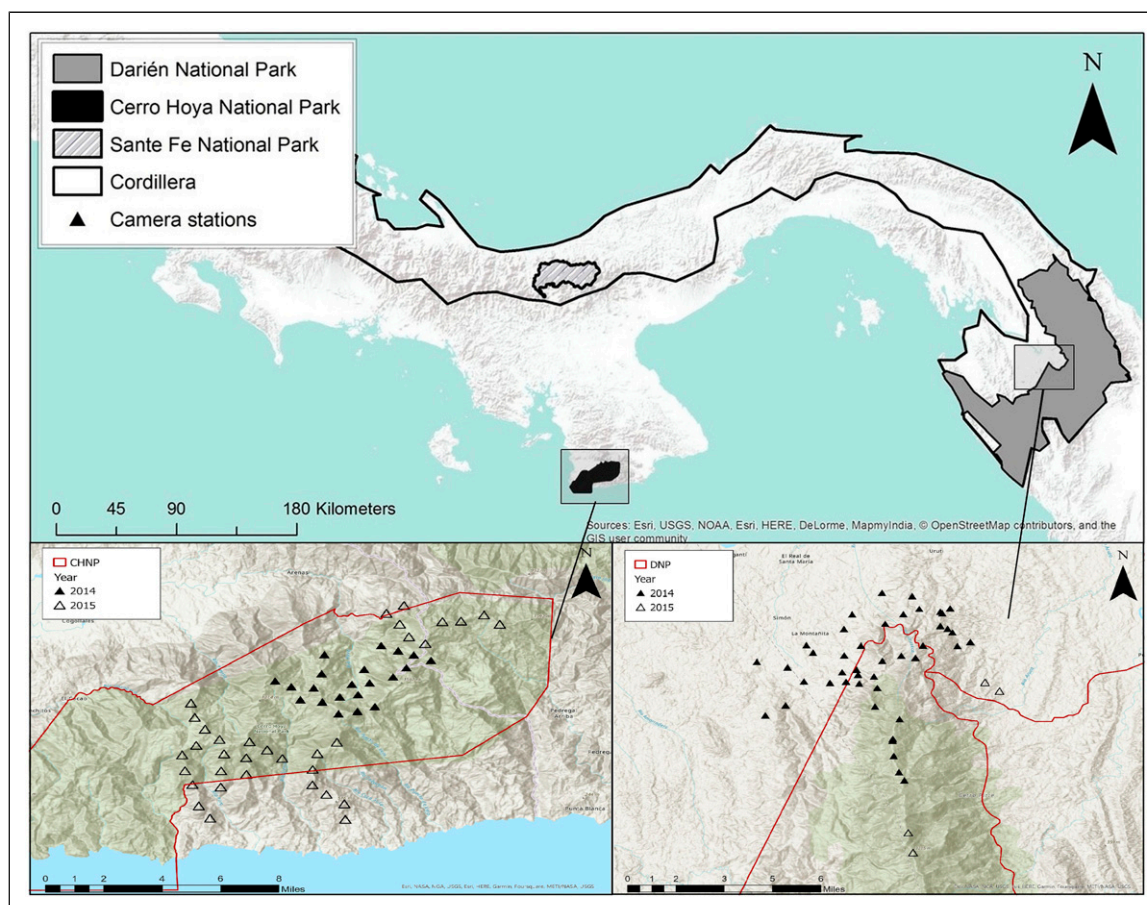 Darién National Park
Cerro Hoya National Park
Sante Fe National Park
Cordillera
Camera stations
N
0 45 90 180 Kilometers
Sources: Esri, USGS, NOAA, Esri, HERE, DeLorme, MapmyIndia, © OpenStreetMap contributors, and the
GIS user community
CHNP
Year
2014
2015
N
Arenas
0 2 4 6 8
Miles
DNP
Year
2014
2015
N
El Real de
Santa María
Simón
La Montañita
0 1 2 3 4 5 6
Miles